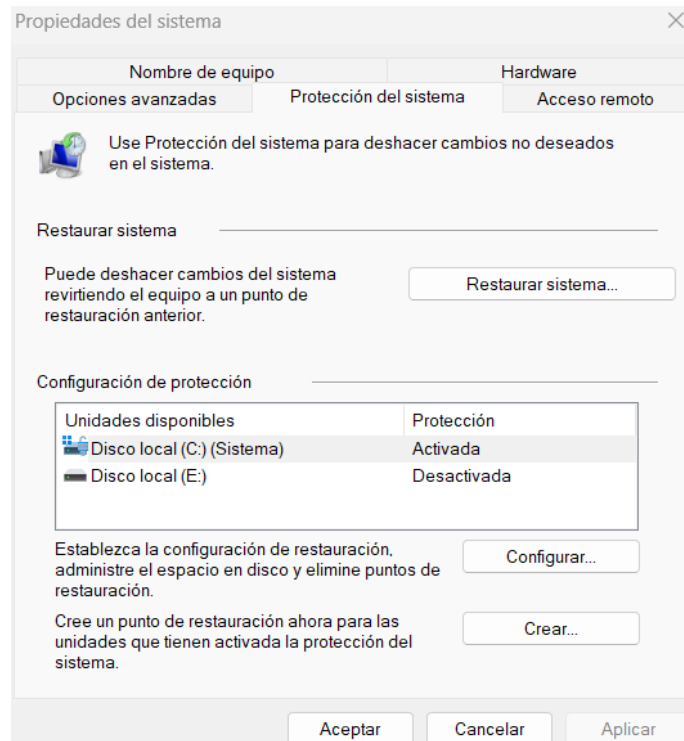 Propiedades del sistema
Nombre de equipo
Hardware
Opciones avanzadas
Protección del sistema
Acceso remoto
Use Protección del sistema para deshacer cambios no deseados
en el sistema.
Restaurar sistema
Puede deshacer cambios del sistema
revirtiendo el equipo a un punto de
restauración anterior.
Restaurar sistema...
Configuración de protección
Unidades disponibles
Protección
Disco local (C:) (Sistema)
Activada
Disco local (E:)
Desactivada
Establezca la configuración de restauración,
administre el espacio en disco y elimine puntos de
restauración.
Configurar...
Cree un punto de restauración ahora para las
unidades que tienen activada la protección del
sistema.
Crear...
Aceptar
Cancelar
Aplicar